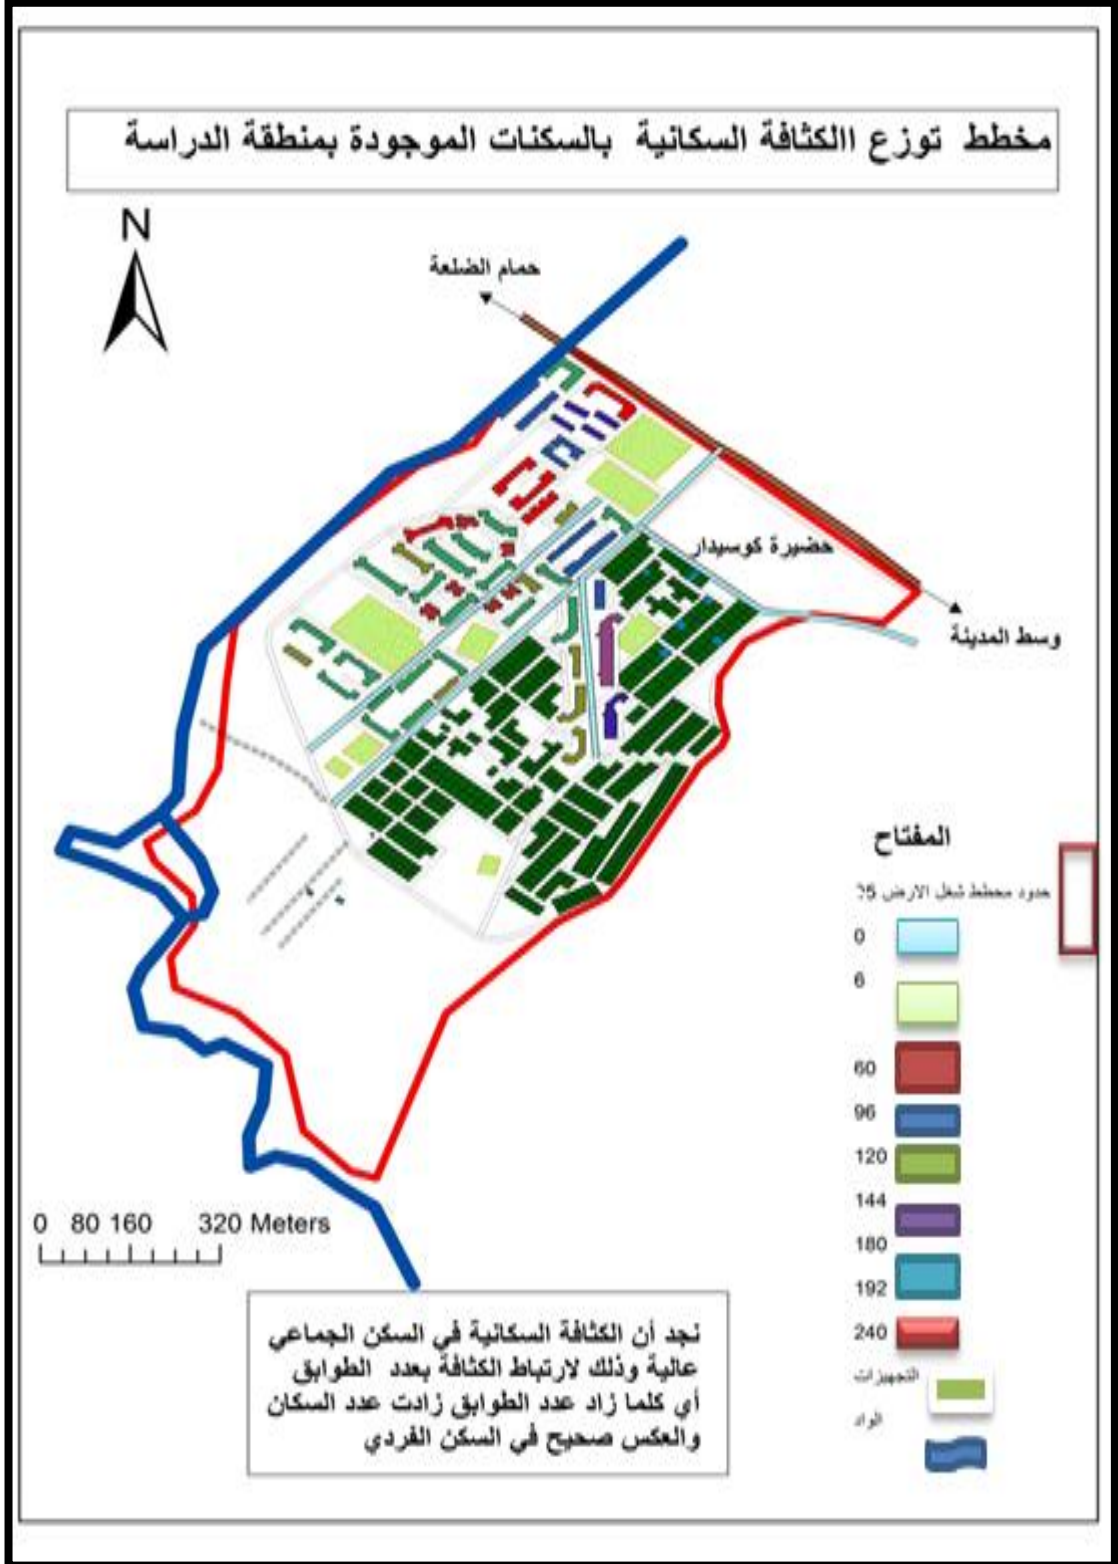 مخطط توزع االكثافة السكانية بالسكنات الموجودة بمنطقة الدراسة
N
حمام الضلعة
حضيرة كوسيدار
وسط المدينة
المفتاح
حدود مخطط شغل الارض 05
0
6
60
96
120
144
180
192
240
التجهيزات
الواد
0 80 160 320 Meters
نجد أن الكثافة السكانية في السكن الجماعي
عالية وذلك لارتباط الكثافة بعدد الطوابق
أي كلما زاد عدد الطوابق زادت عدد السكان
والعكس صحيح في السكن الفردي